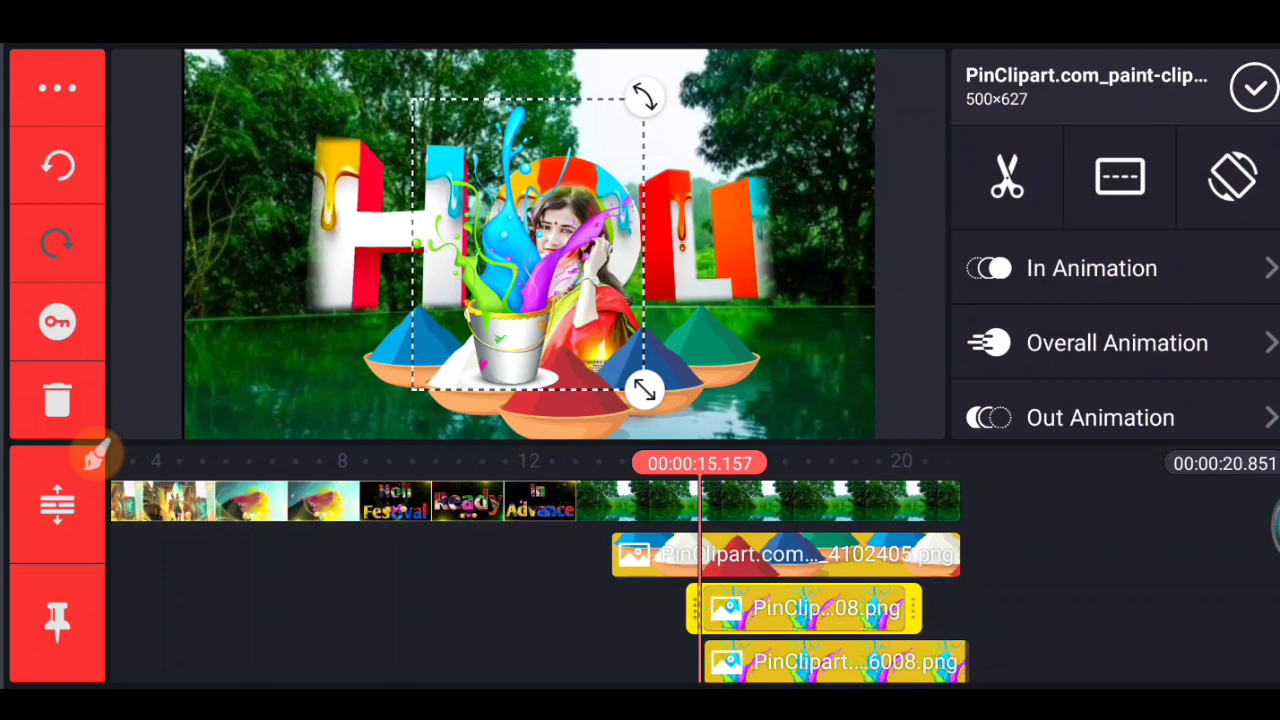 PinClipart.com_paint-clip...
500×627
HOLI
In Animation
Overall Animation
Out Animation
4
8
12
00:00:15.157
20
00:00:20.851
Holi
Festival
Ready
In
Advance
PinClipart.com..._4102405.png
PinClip...08.png
PinClipart....6008.png